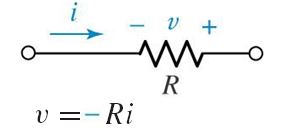 i
− v +
R
v = − Ri